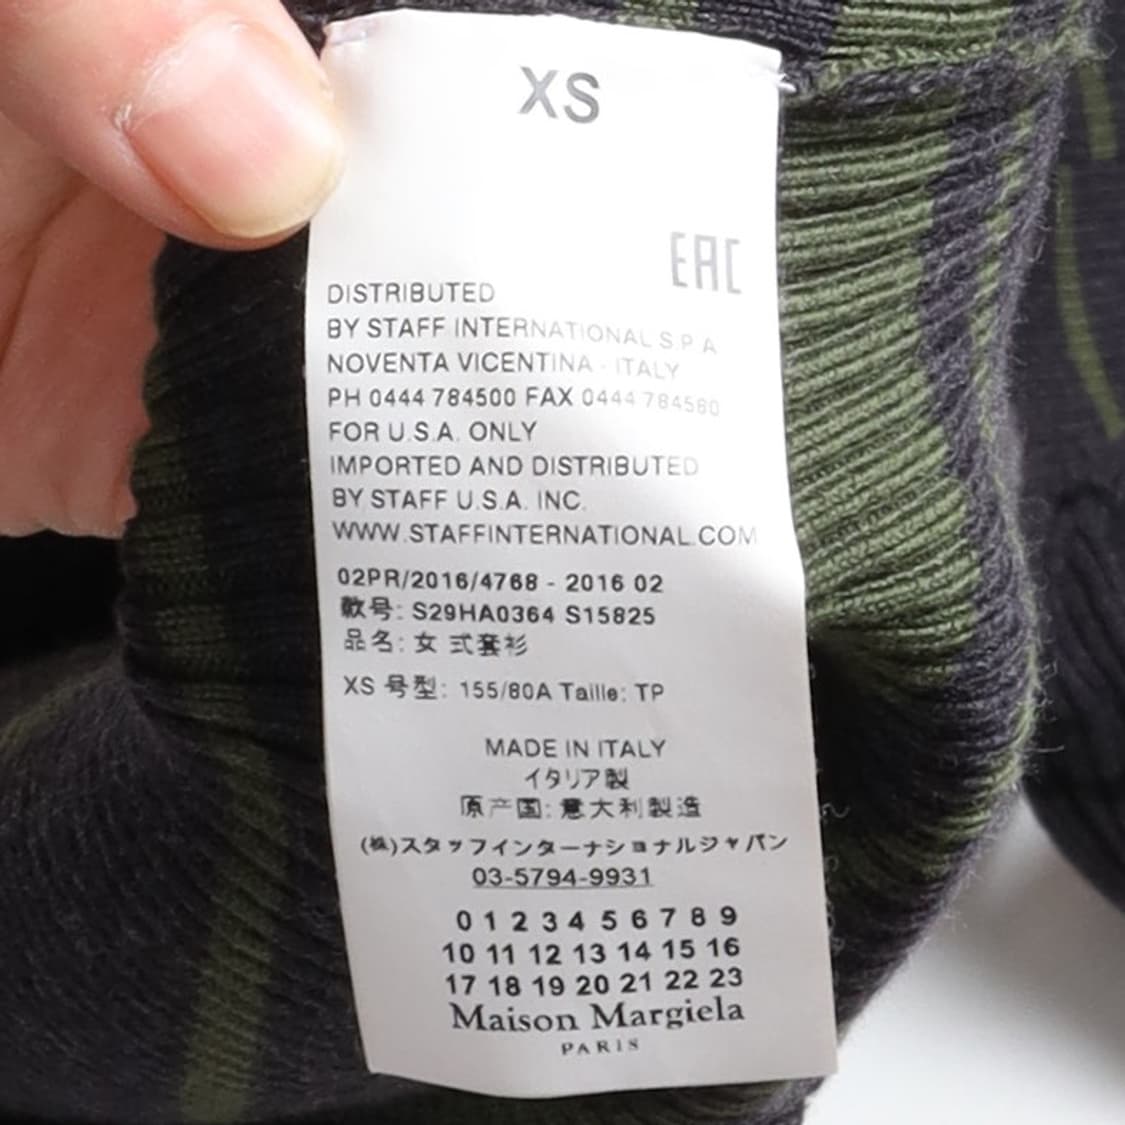 XS
EAC
DISTRIBUTED
BY STAFF INTERNATIONAL S.P.A
NOVENTA VICENTINA - ITALY
PH 0444 784500 FAX 0444 784560
FOR U.S.A. ONLY
IMPORTED AND DISTRIBUTED
BY STAFF U.S.A. INC.
WWW.STAFFINTERNATIONAL.COM
02PR/2016/4768 - 2016 02
款号: S29HA0364 S15825
品名: 女 式套衫
XS 号型: 155/80A Taille: TP
MADE IN ITALY
イタリア製
原产国: 意大利製造
(株)スタッフインターナショナルジャパン
03-5794-9931
0 1 2 3 4 5 6 7 8 9
10 11 12 13 14 15 16
17 18 19 20 21 22 23
Maison Margiela
PARIS